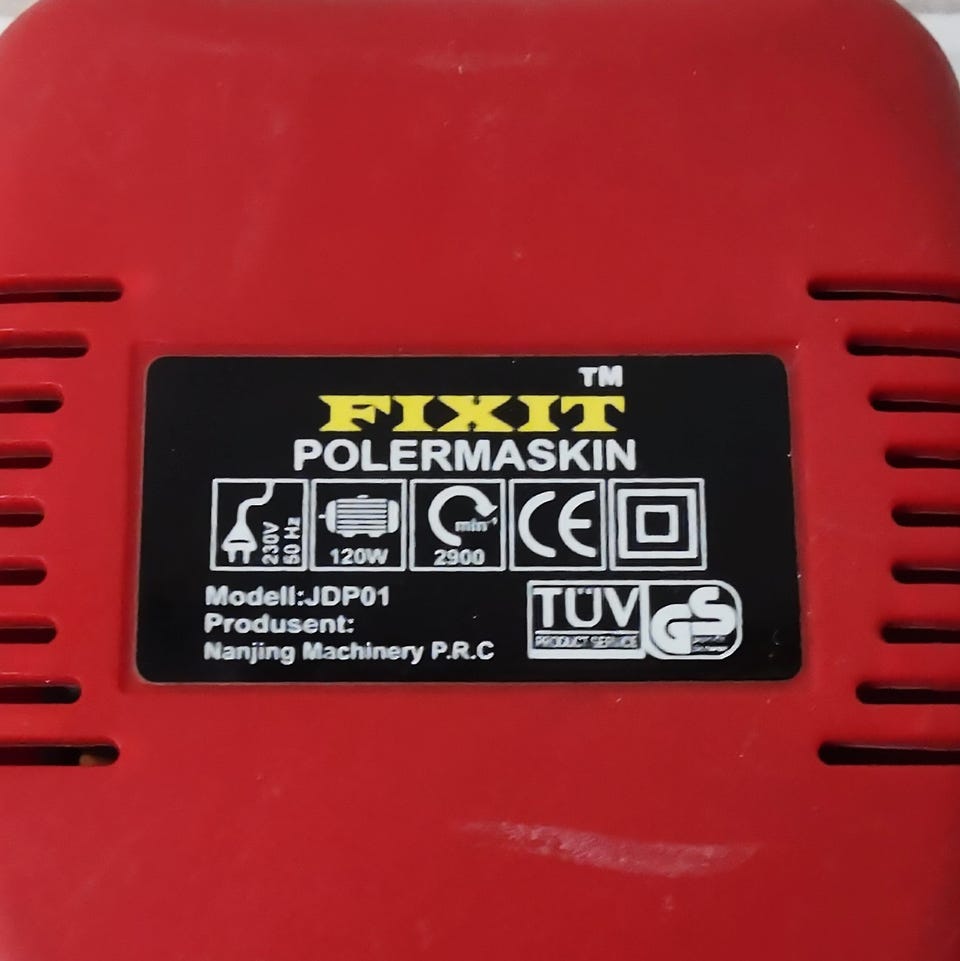 TM
FIXIT
POLERMASKIN
230V
50 Hz
120W
min⁻¹
2900
CE
Modell:JDP01
Produsent:
Nanjing Machinery P.R.C
TÜV
PRODUCT SERVICE
GS